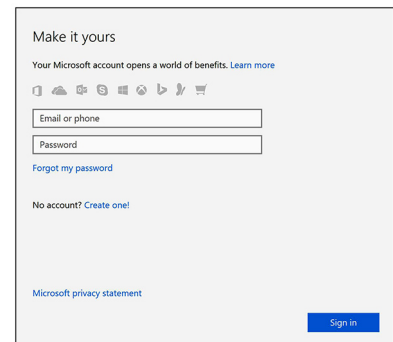 Make it yours
Your Microsoft account opens a world of benefits. Learn more
Email or phone
Password
Forgot my password
No account? Create one!
Microsoft privacy statement
Sign in